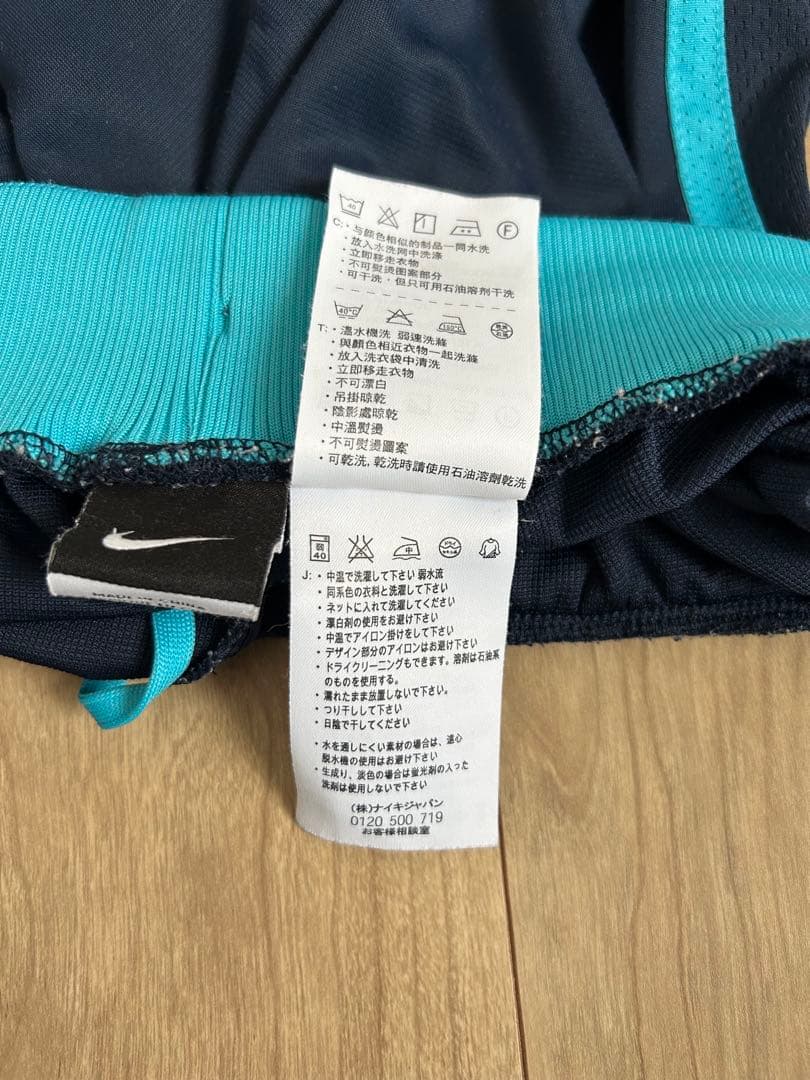 40
F
C: ・与颜色相似的制品一同水洗
・放入水洗网中洗涤
・立即移走衣物
・不可熨烫图案部分
・可干洗，但只可用石油溶剂干洗
40℃
150℃
T: ・溫水機洗 弱速洗滌
・與顏色相近衣物一起洗滌
・放入洗衣袋中清洗
・立即移走衣物
・不可漂白
・吊掛晾乾
・陰影處晾乾
・中溫熨燙
・不可熨燙圖案
・可乾洗, 乾洗時請使用石油溶劑乾洗
弱
40
中
ドライ
セキユ系
J: ・中温で洗濯して下さい 弱水流
・同系色の衣料と洗濯して下さい
・ネットに入れて洗濯してください
・漂白剤の使用をお避け下さい
・中温でアイロン掛けをして下さい
・デザイン部分のアイロンはお避け下さい
・ドライクリーニングもできます。溶剤は石油系
のものを使用する。
・濡れたまま放置しないで下さい。
・つり干しして下さい
・日陰で干してください
・水を通しにくい素材の場合は、遠心
脱水機の使用はお避け下さい
・生成り、淡色の場合は蛍光剤の入った
洗剤は使用しないで下さい
(株)ナイキジャパン
0120 500 719
お客様相談室
MADE IN CHINA